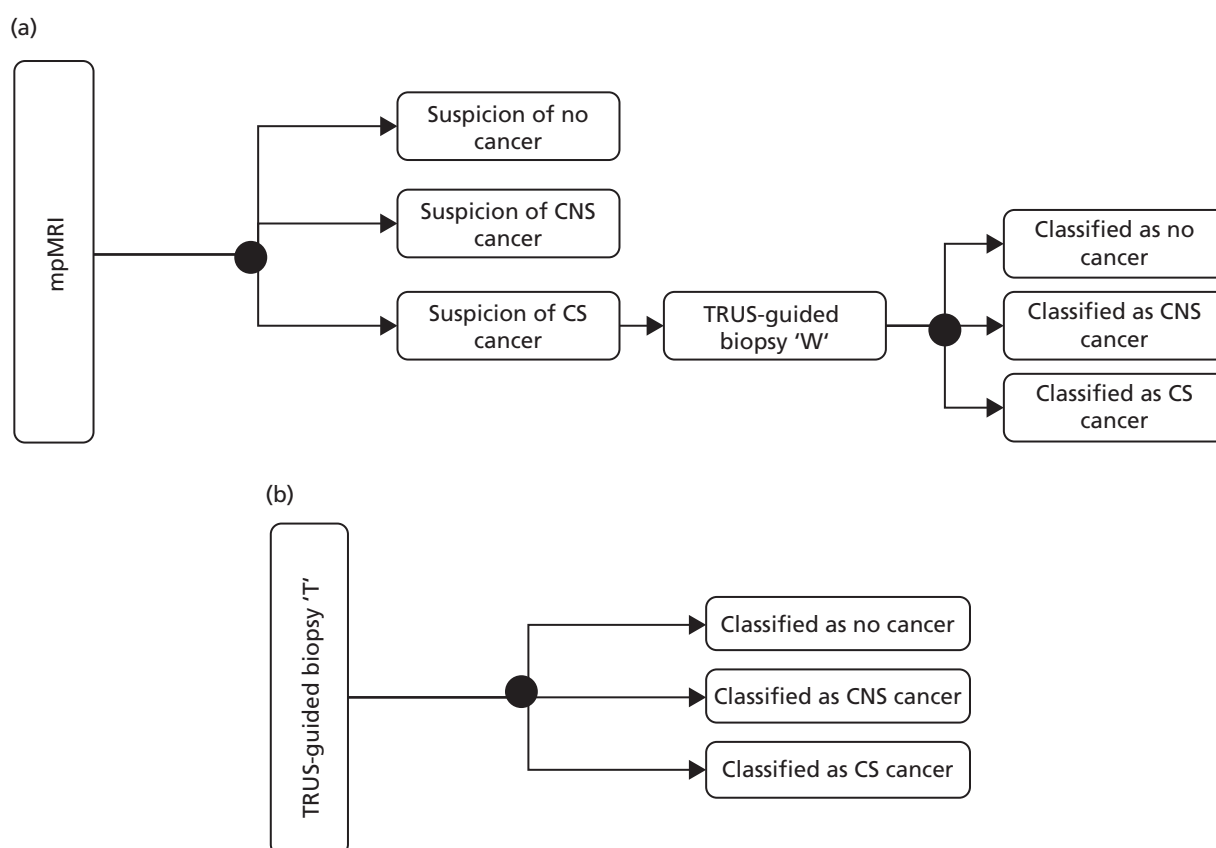 (a)
mpMRI
Suspicion of no
cancer
Suspicion of CNS
cancer
Suspicion of CS
cancer
TRUS-guided
biopsy ‘W’
Classified as no
cancer
Classified as CNS
cancer
Classified as CS
cancer
(b)
TRUS-guided biopsy ‘T’
Classified as no cancer
Classified as CNS cancer
Classified as CS cancer